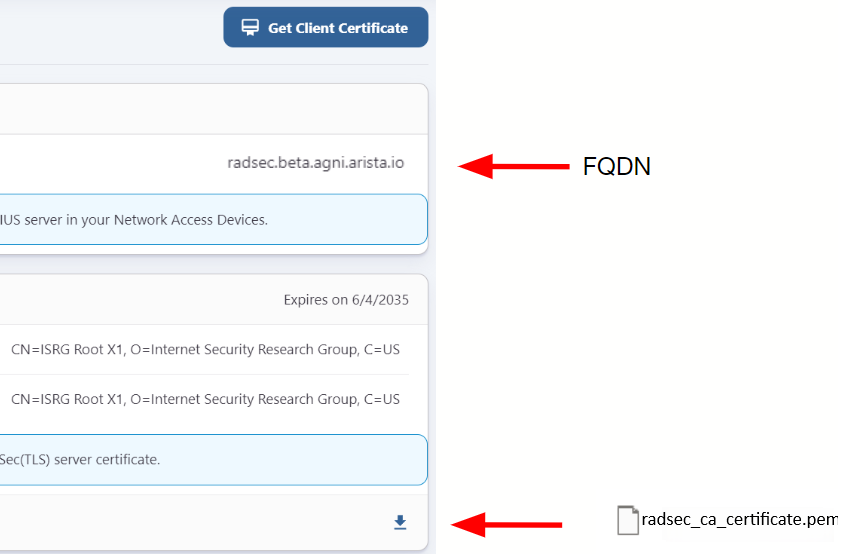 Get Client Certificate
radsec.beta.agni.arista.io
FQDN
IUS server in your Network Access Devices.
Expires on 6/4/2035
CN=ISRG Root X1, O=Internet Security Research Group, C=US
CN=ISRG Root X1, O=Internet Security Research Group, C=US
Sec(TLS) server certificate.
radsec_ca_certificate.pem